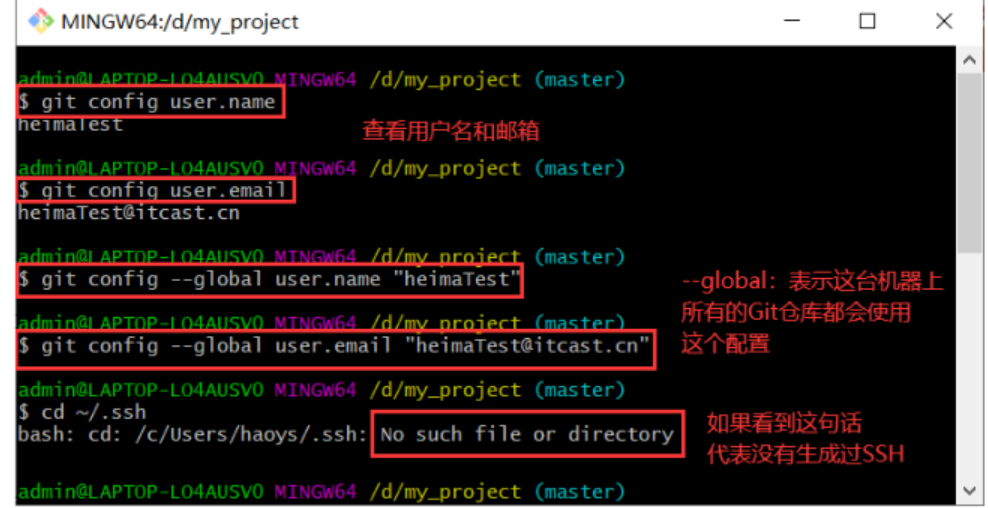 MINGW64:/d/my_project
admin@LAPTOP-LO4AUSV0 MINGW64 /d/my_project (master)
$ git config user.name
heimaTest
查看用户名和邮箱
admin@LAPTOP-LO4AUSV0 MINGW64 /d/my_project (master)
$ git config user.email
heimaTest@itcast.cn
admin@LAPTOP-LO4AUSV0 MINGW64 /d/my_project (master)
$ git config --global user.name "heimaTest"
--global：表示这台机器上
所有的Git仓库都会使用
这个配置
admin@LAPTOP-LO4AUSV0 MINGW64 /d/my_project (master)
$ git config --global user.email "heimaTest@itcast.cn"
admin@LAPTOP-LO4AUSV0 MINGW64 /d/my_project (master)
$ cd ~/.ssh
bash: cd: /c/Users/haoys/.ssh: No such file or directory
如果看到这句话
代表没有生成过SSH
admin@LAPTOP-LO4AUSV0 MINGW64 /d/my_project (master)